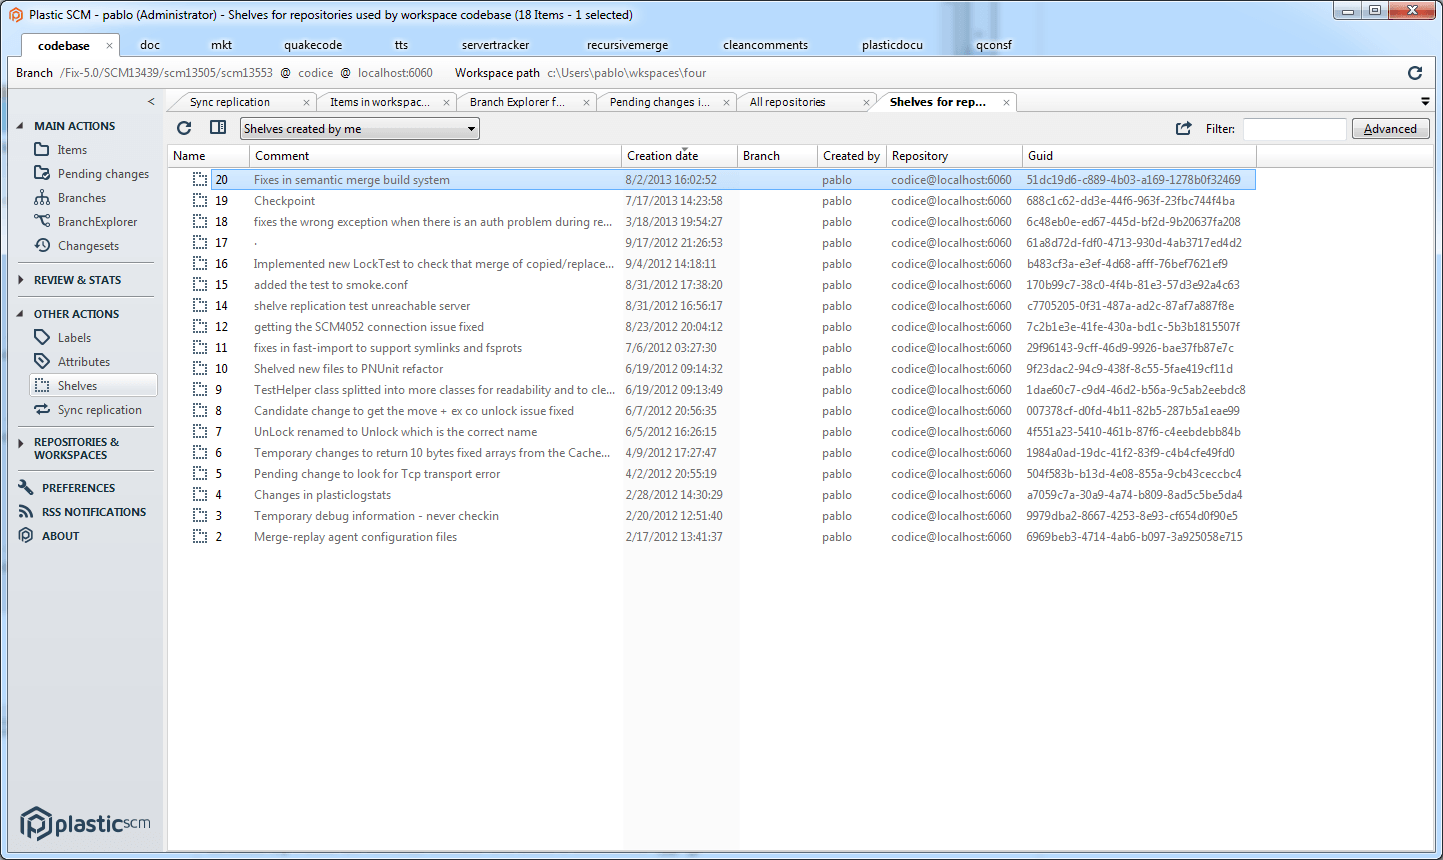 Plastic SCM - pablo (Administrator) - Shelves for repositories used by workspace codebase (18 Items - 1 selected)
codebase doc mkt quakecode tts servertracker recursivemerge cleancomments plasticdocu qconsf
Branch /Fix-5.0/SCM13439/scm13505/scm13553 @ codice @ localhost:6060 Workspace path c:\Users\pablo\wkspaces\four
Sync replication Items in workspac... Branch Explorer f... Pending changes i... All repositories Shelves for rep...
Shelves created by me Filter: Advanced
MAIN ACTIONS
Items
Pending changes
Branches
BranchExplorer
Changesets
REVIEW & STATS
OTHER ACTIONS
Labels
Attributes
Shelves
Sync replication
REPOSITORIES &
WORKSPACES
PREFERENCES
RSS NOTIFICATIONS
ABOUT
plastic scm
Name Comment Creation date Branch Created by Repository Guid
20 Fixes in semantic merge build system 8/2/2013 16:02:52 pablo codice@localhost:6060 51dc19d6-c889-4b03-a169-1278b0f32469
19 Checkpoint 7/17/2013 14:23:58 pablo codice@localhost:6060 688c1c62-dd3e-44f6-963f-23fbc744f4ba
18 fixes the wrong exception when there is an auth problem during re... 3/18/2013 19:54:27 pablo codice@localhost:6060 6c48eb0e-ed67-445d-bf2d-9b20637fa208
17 . 9/17/2012 21:26:53 pablo codice@localhost:6060 61a8d72d-fdf0-4713-930d-4ab3717ed4d2
16 Implemented new LockTest to check that merge of copied/replace... 9/4/2012 14:18:11 pablo codice@localhost:6060 b483cf3a-e3ef-4d68-afff-76bef7621ef9
15 added the test to smoke.conf 8/31/2012 17:38:20 pablo codice@localhost:6060 170b99c7-38c0-4f4b-81e3-57d3e92a4c63
14 shelve replication test unreachable server 8/31/2012 16:56:17 pablo codice@localhost:6060 c7705205-0f31-487a-ad2c-87af7a887f8e
12 getting the SCM4052 connection issue fixed 8/23/2012 20:04:12 pablo codice@localhost:6060 7c2b1e3e-41fe-430a-bd1c-5b3b1815507f
11 fixes in fast-import to support symlinks and fsprots 7/6/2012 03:27:30 pablo codice@localhost:6060 29f96143-9cff-46d9-9926-bae37fb87e7c
10 Shelved new files to PNUnit refactor 6/19/2012 09:14:32 pablo codice@localhost:6060 9f23dac2-94c9-438f-8c55-5fae419cf11d
9 TestHelper class splitted into more classes for readability and to cle... 6/19/2012 09:13:49 pablo codice@localhost:6060 1dae60c7-c9d4-46d2-b56a-9c5ab2eebdc8
8 Candidate change to get the move + ex co unlock issue fixed 6/7/2012 20:56:35 pablo codice@localhost:6060 007378cf-d0fd-4b11-82b5-287b5a1eae99
7 UnLock renamed to Unlock which is the correct name 6/5/2012 16:26:15 pablo codice@localhost:6060 4f551a23-5410-461b-87f6-c4eebdebb84b
6 Temporary changes to return 10 bytes fixed arrays from the Cache... 4/9/2012 17:27:47 pablo codice@localhost:6060 1984a0ad-19dc-41f2-83f9-c4b4cfe49fd0
5 Pending change to look for Tcp transport error 4/2/2012 20:55:19 pablo codice@localhost:6060 504f583b-b13d-4e08-855a-9cb43ceccbc4
4 Changes in plasticlogstats 2/28/2012 14:30:29 pablo codice@localhost:6060 a7059c7a-30a9-4a74-b809-8ad5c5be5da4
3 Temporary debug information - never checkin 2/20/2012 12:51:40 pablo codice@localhost:6060 9979dba2-8667-4253-8e93-cf654d0f90e5
2 Merge-replay agent configuration files 2/17/2012 13:41:37 pablo codice@localhost:6060 6969beb3-4714-4ab6-b097-3a925058e715